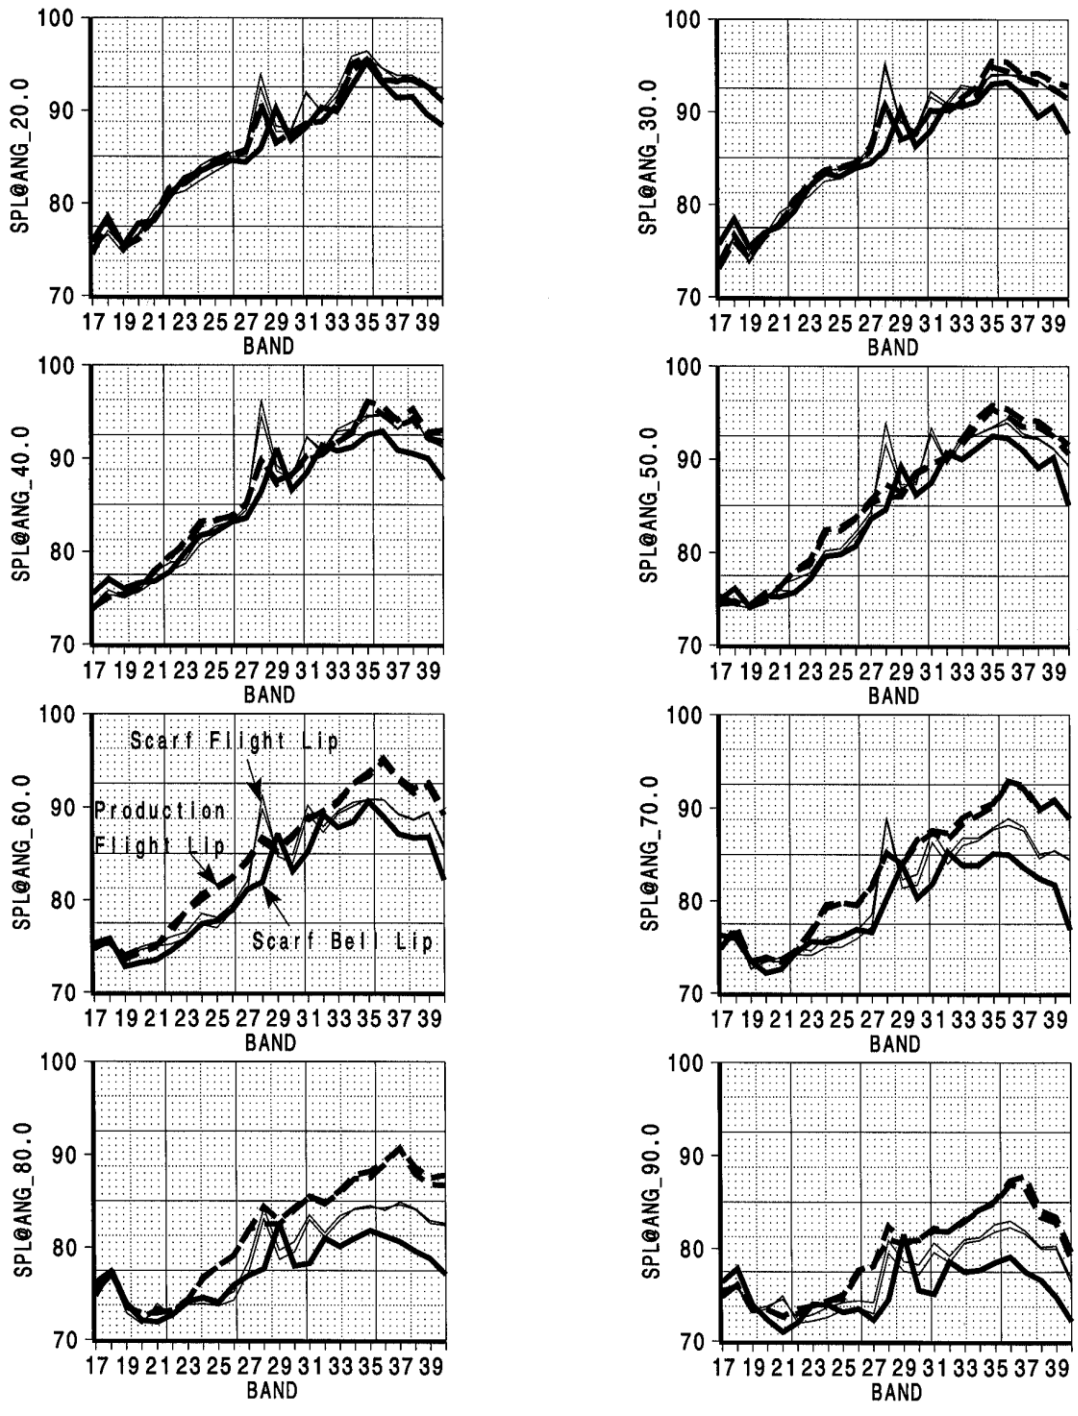 100
90
80
70
SPL@ANG_20.0
17 19 21 23 25 27 29 31 33 35 37 39
BAND
100
90
80
70
SPL@ANG_30.0
17 19 21 23 25 27 29 31 33 35 37 39
BAND
100
90
80
70
SPL@ANG_40.0
17 19 21 23 25 27 29 31 33 35 37 39
BAND
100
90
80
70
SPL@ANG_50.0
17 19 21 23 25 27 29 31 33 35 37 39
BAND
100
90
80
70
SPL@ANG_60.0
Scarf Flight Lip
Production
Flight Lip
Scarf Bell Lip
17 19 21 23 25 27 29 31 33 35 37 39
BAND
100
90
80
70
SPL@ANG_70.0
17 19 21 23 25 27 29 31 33 35 37 39
BAND
100
90
80
70
SPL@ANG_80.0
17 19 21 23 25 27 29 31 33 35 37 39
BAND
100
90
80
70
SPL@ANG_90.0
17 19 21 23 25 27 29 31 33 35 37 39
BAND